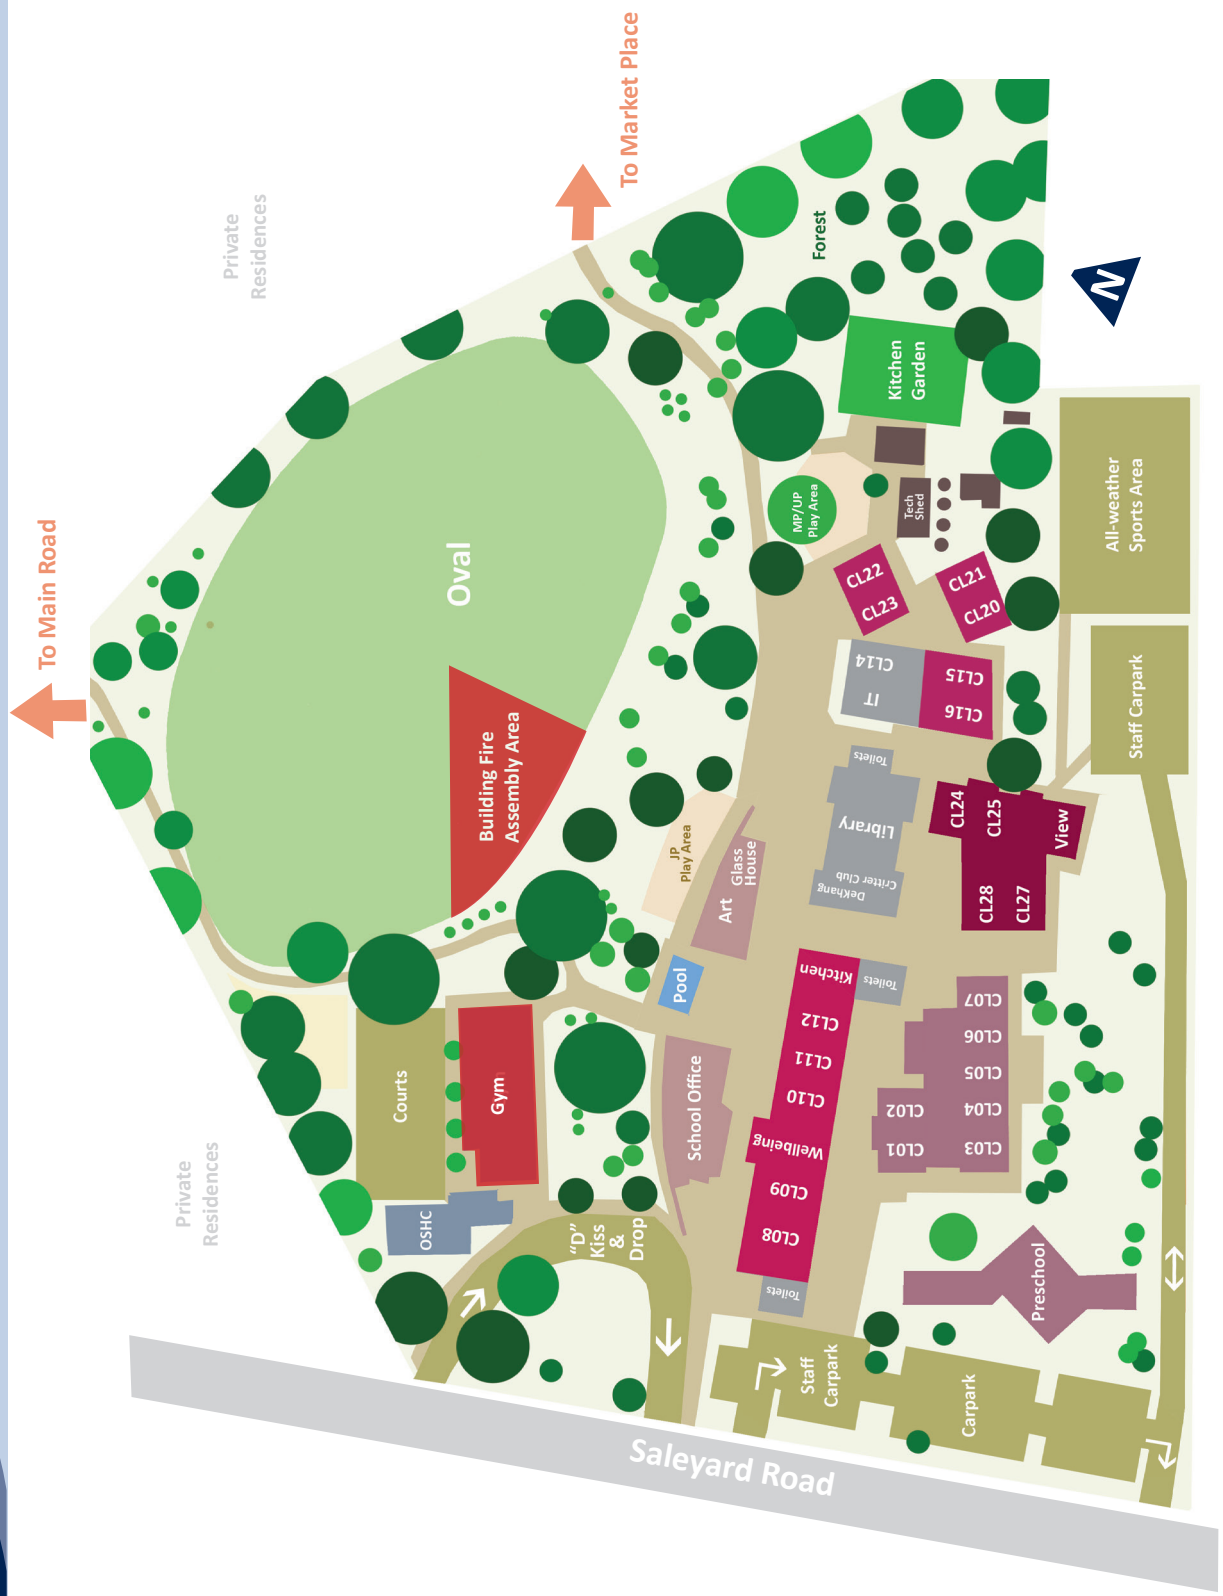 To Main Road
To Market Place
Private
Residences
Private
Residences
Oval
Building Fire
Assembly Area
Forest
Kitchen
Garden
MP/UP
Play Area
Tech
Shed
All-weather
Sports Area
CL22
CL23
CL21
CL20
CL14
IT
CL15
CL16
Staff Carpark
Toilets
Library
DeKhang
Critter Club
CL24
CL25
View
CL28
CL27
JP
Play Area
Glass
House
Art
Pool
Kitchen
Toilets
CL12
CL11
CL10
Wellbeing
CL09
CL08
Toilets
CL07
CL06
CL05
CL04
CL03
CL02
CL01
School Office
Courts
Gym
OSHC
"D"
Kiss
&
Drop
Preschool
Staff
Carpark
Carpark
Saleyard Road
N